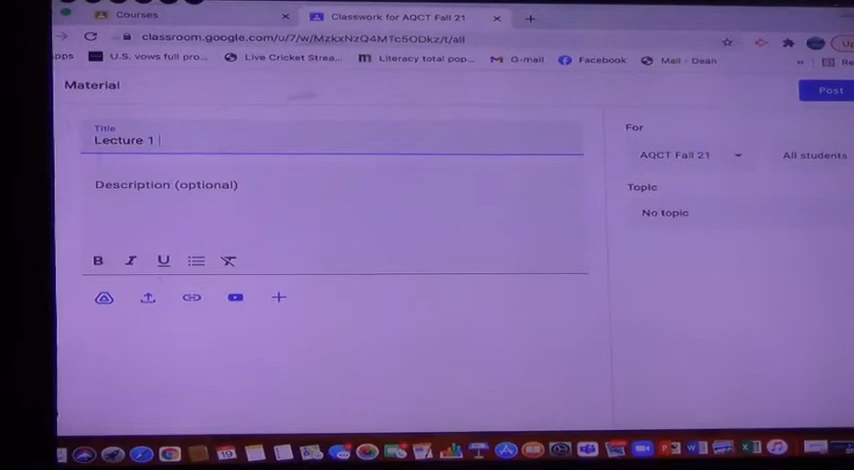 Courses
Classwork for AQCT Fall 21
classroom.google.com/u/7/w/MzkxNzQ4MTc5ODkz/t/all
U.S. vows full pro...
Live Cricket Strea...
Literacy total pop...
G-mail
Facebook
Mail - Dean
Material
Post
Title
Lecture 1
For
AQCT Fall 21
All students
Description (optional)
Topic
No topic
B I U
19